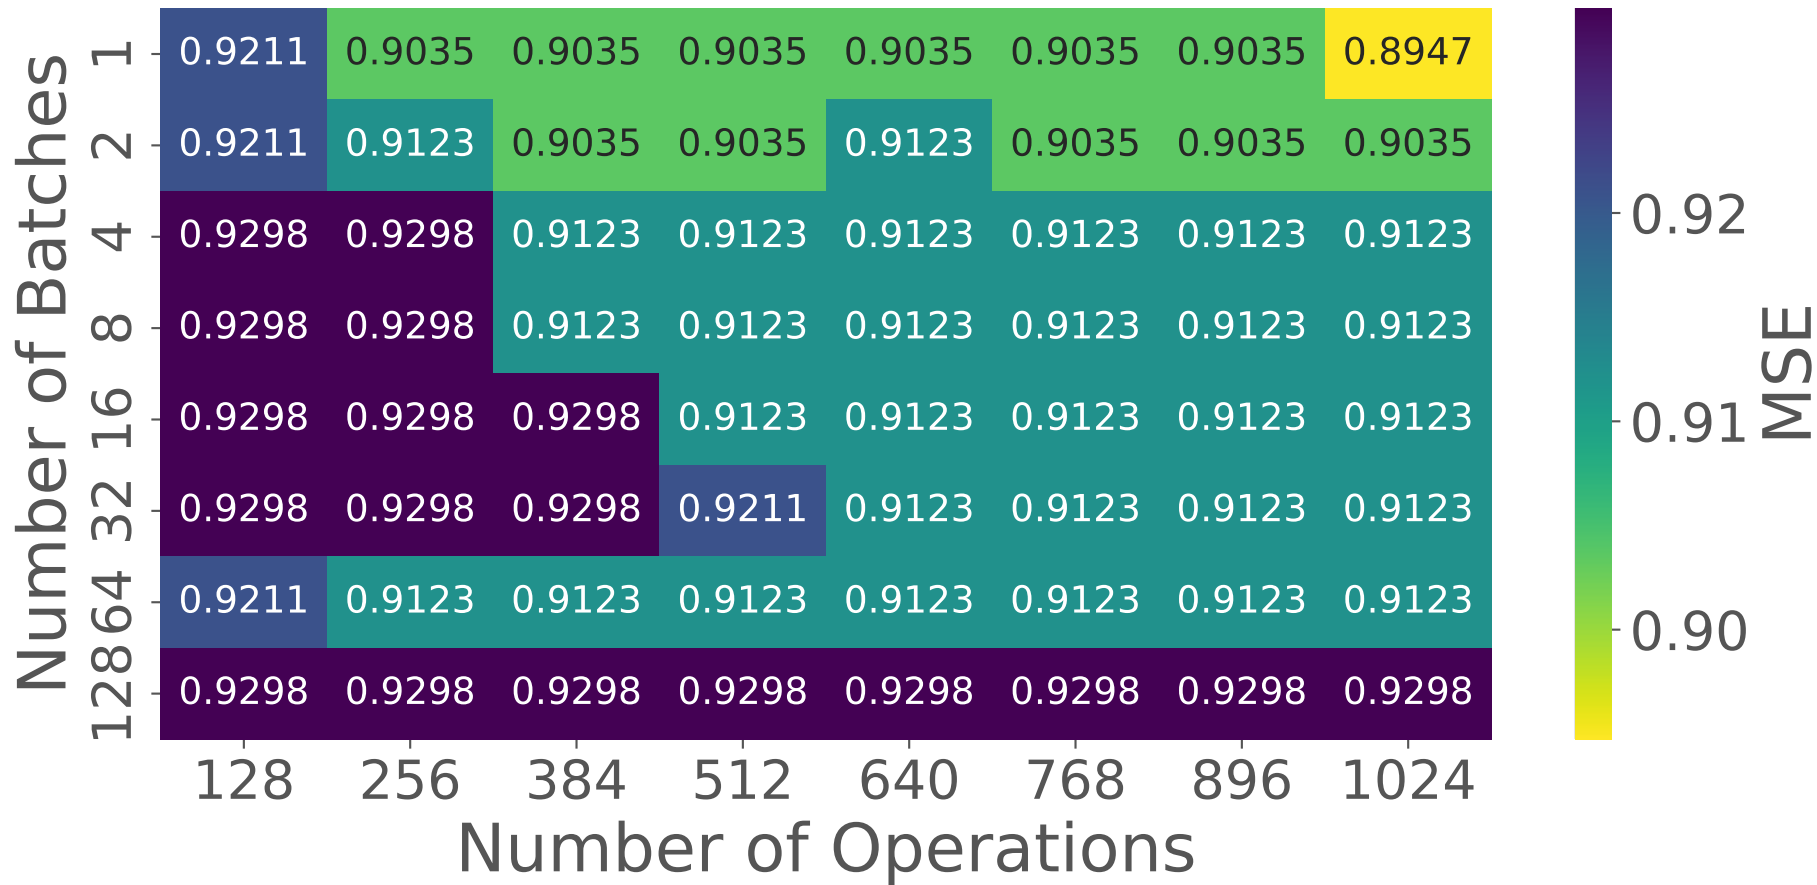 Number of Batches
1 0.9211 0.9035 0.9035 0.9035 0.9035 0.9035 0.9035 0.8947
2 0.9211 0.9123 0.9035 0.9035 0.9123 0.9035 0.9035 0.9035
4 0.9298 0.9298 0.9123 0.9123 0.9123 0.9123 0.9123 0.9123
8 0.9298 0.9298 0.9123 0.9123 0.9123 0.9123 0.9123 0.9123
16 0.9298 0.9298 0.9298 0.9123 0.9123 0.9123 0.9123 0.9123
32 0.9298 0.9298 0.9298 0.9211 0.9123 0.9123 0.9123 0.9123
64 0.9211 0.9123 0.9123 0.9123 0.9123 0.9123 0.9123 0.9123
128 0.9298 0.9298 0.9298 0.9298 0.9298 0.9298 0.9298 0.9298
128 256 384 512 640 768 896 1024
Number of Operations
0.92
0.91
0.90
MSE